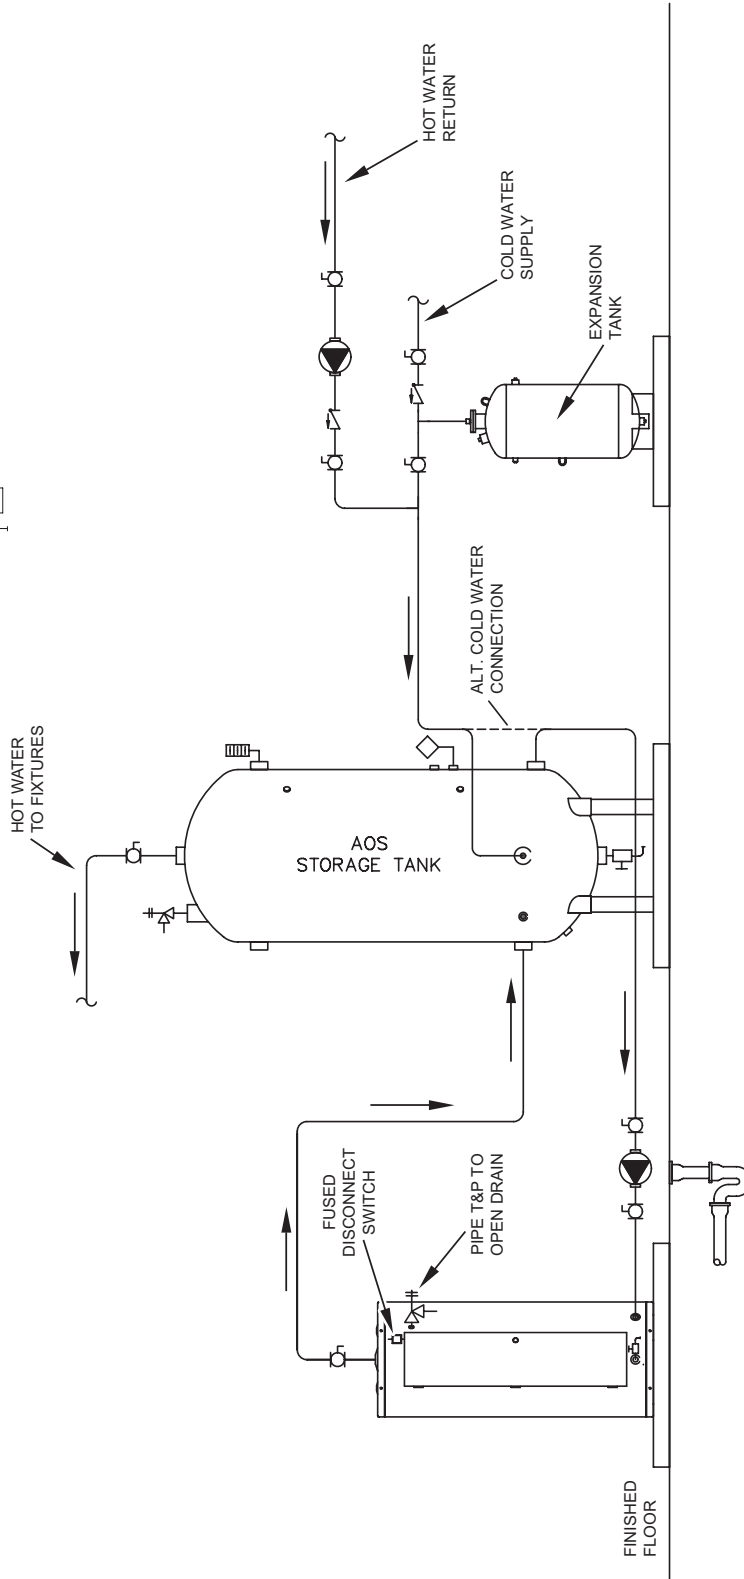 HOT WATER
TO FIXTURES
HOT WATER
RETURN
COLD WATER
SUPPLY
EXPANSION
TANK
ALT. COLD WATER
CONNECTION
AOS
STORAGE TANK
FUSED
DISCONNECT
SWITCH
PIPE T&P TO
OPEN DRAIN
FINISHED
FLOOR